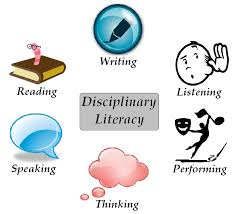 Writing
Reading
Listening
Disciplinary
Literacy
Speaking
Performing
Thinking